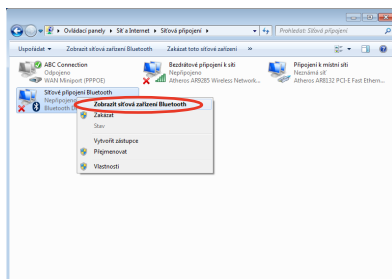 Ovládací panely ▸ Síť a Internet ▸ Síťová připojení ▸
Prohledat: Síťová připojení
Uspořádat
Zobrazit síťová zařízení Bluetooth
Zakázat toto síťové zařízení
»
ABC Connection
Odpojeno
WAN Miniport (PPPOE)
Bezdrátové připojení k síti
Nepřipojeno
Atheros AR9285 Wireless Network...
Připojení k místní síti
Neznámá síť
Atheros AR8132 PCI-E Fast Ethern...
Síťové připojení Bluetooth
Nepřipojeno
Bluetooth
Zobrazit síťová zařízení Bluetooth
Zakázat
Stav
Vytvořit zástupce
Přejmenovat
Vlastnosti